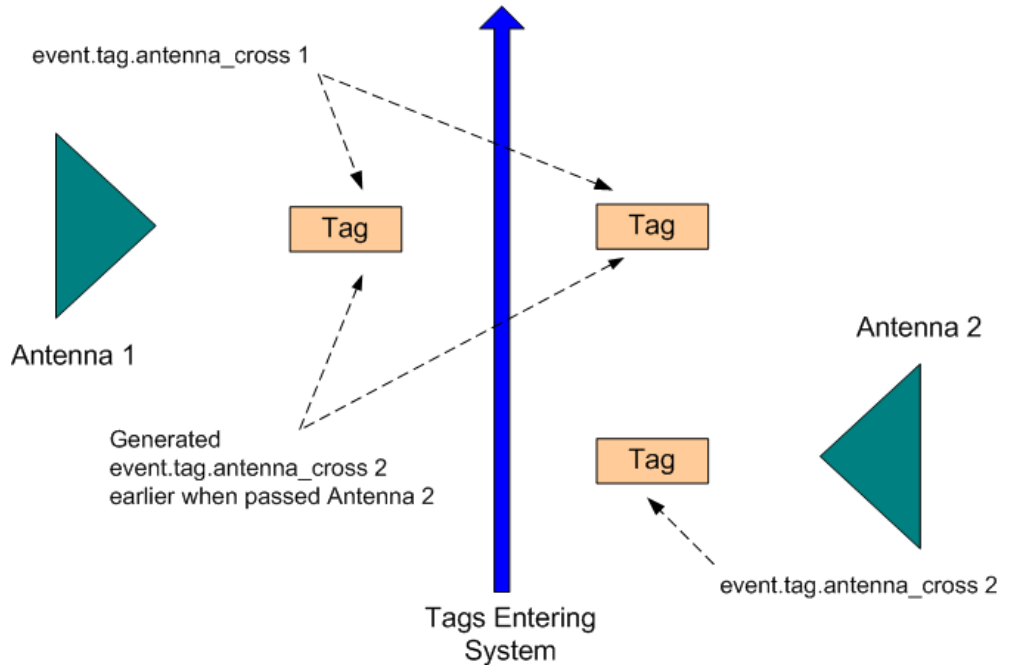 event.tag.antenna_cross 1
Tag
Tag
Antenna 1
Antenna 2
Generated
event.tag.antenna_cross 2
earlier when passed Antenna 2
Tag
event.tag.antenna_cross 2
Tags Entering
System